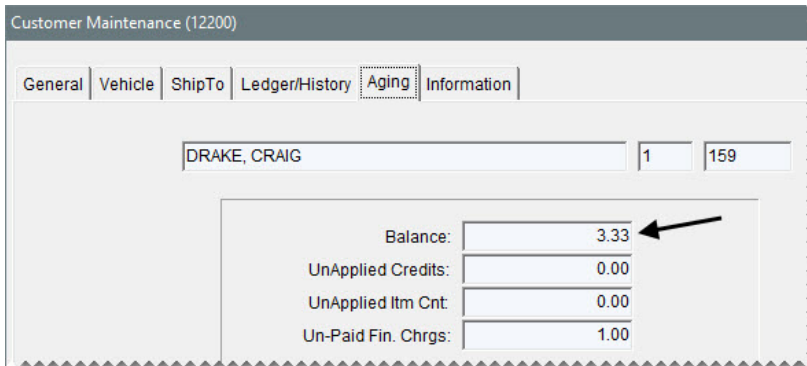 Customer Maintenance (12200)
General Vehicle ShipTo Ledger/History Aging Information
DRAKE, CRAIG 1 159
Balance: 3.33
UnApplied Credits: 0.00
UnApplied Itm Cnt: 0.00
Un-Paid Fin. Chrgs: 1.00